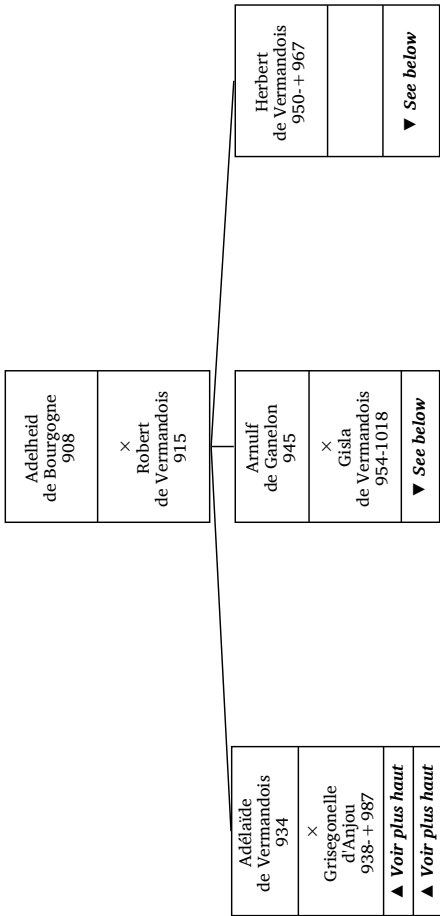 Adelheid
de Bourgogne
908
×
Robert
de Vermandois
915
Adélaïde
de Vermandois
934
×
Grisegonelle
d'Anjou
938-+987
▲ Voir plus haut
▲ Voir plus haut
Arnulf
de Ganelon
945
×
Gisla
de Vermandois
954-1018
▼ See below
Herbert
de Vermandois
950-+967
▼ See below